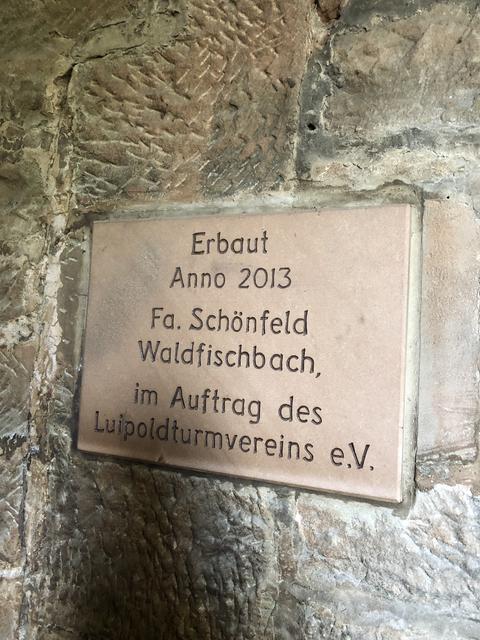 Erbaut
Anno 2013
Fa. Schönfeld
Waldfischbach,
im Auftrag des
Luipoldturmvereins e.V.